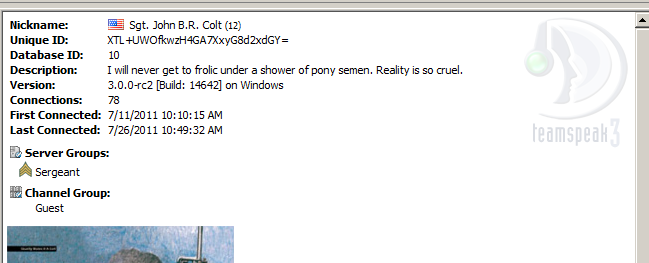 Nickname: Sgt. John B.R. Colt (12)
Unique ID: XTL+UWOfkwzH4GA7XxyG8d2xdGY=
Database ID: 10
Description: I will never get to frolic under a shower of pony semen. Reality is so cruel.
Version: 3.0.0-rc2 [Build: 14642] on Windows
Connections: 78
First Connected: 7/11/2011 10:10:15 AM
Last Connected: 7/26/2011 10:49:32 AM
teamspeak3
Server Groups:
Sergeant
Channel Group:
Guest